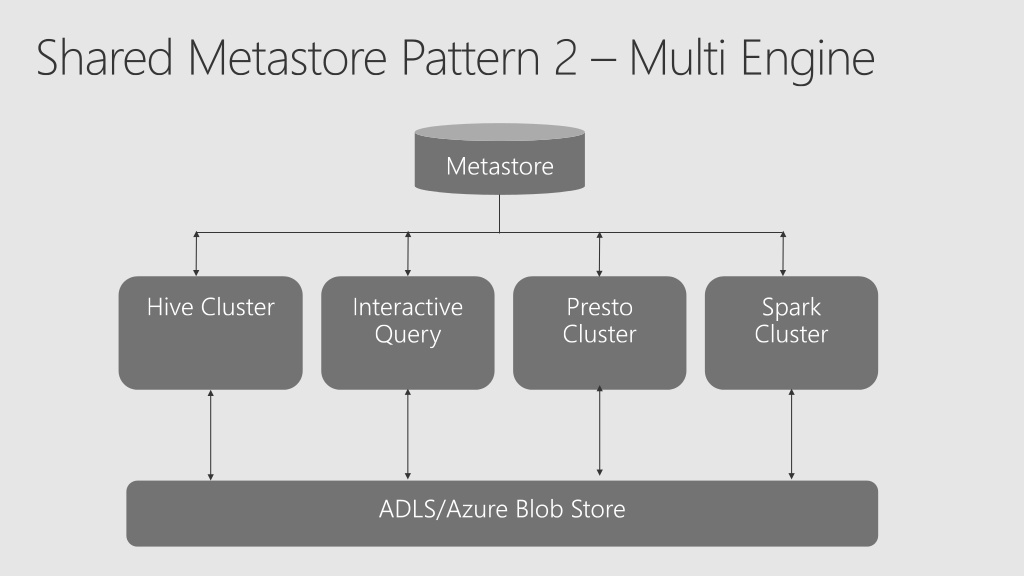 Shared Metastore Pattern 2 – Multi Engine
Metastore
Hive Cluster
Interactive
Query
Presto
Cluster
Spark
Cluster
ADLS/Azure Blob Store